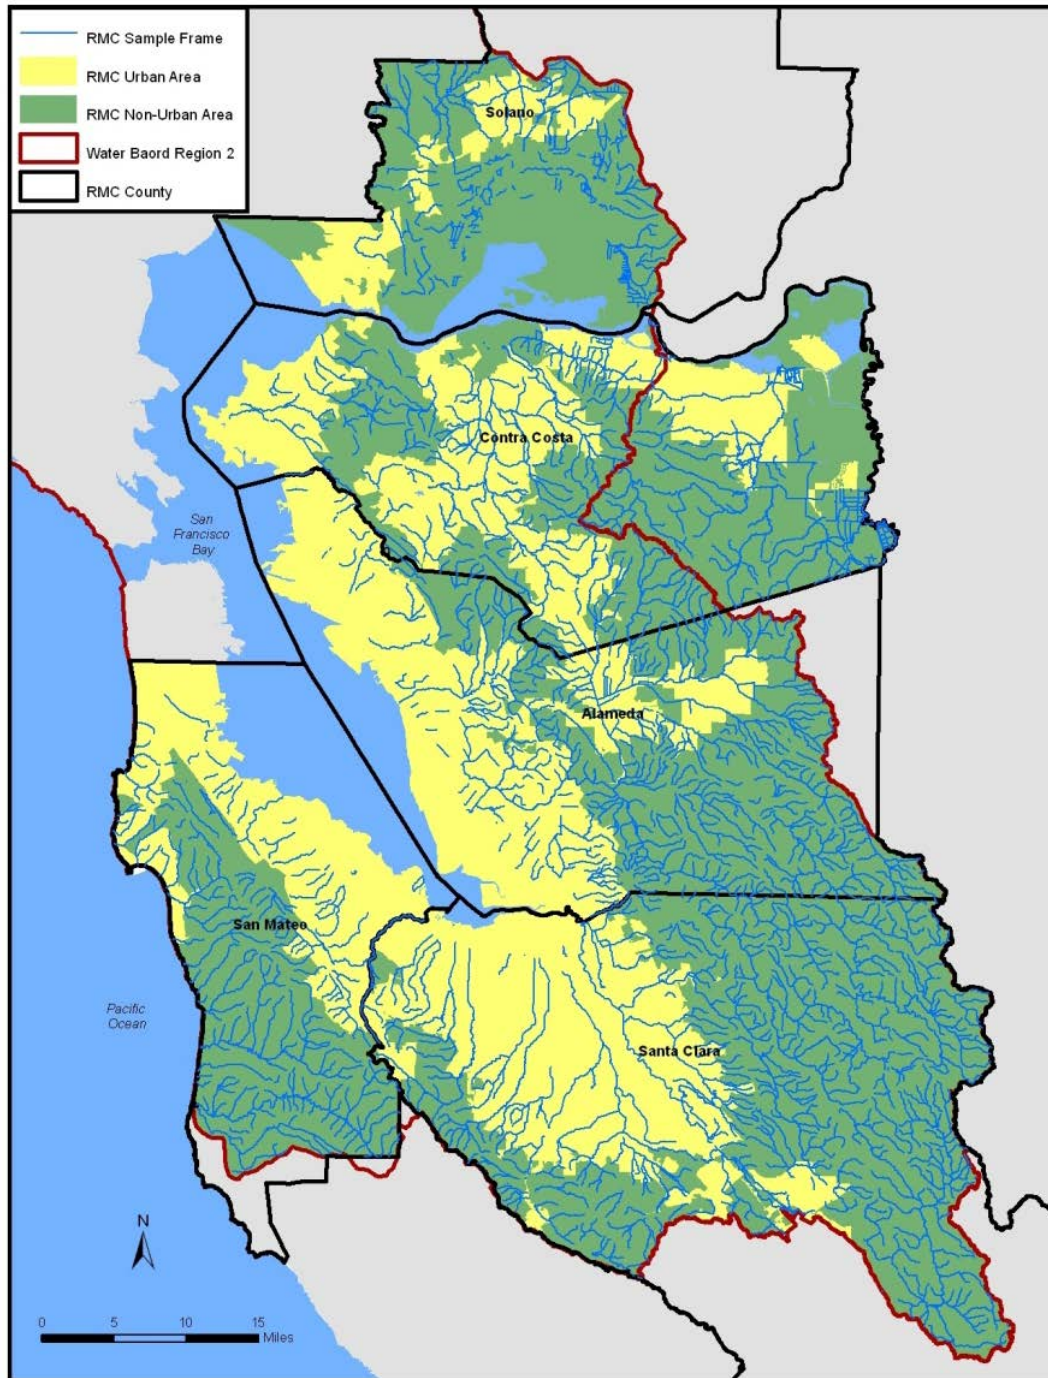 RMC Sample Frame
RMC Urban Area
RMC Non-Urban Area
Water Baord Region 2
RMC County
Solano
Contra Costa
San
Francisco
Bay
Alameda
San Mateo
Pacific
Ocean
Santa Clara
N
0 5 10 15
Miles